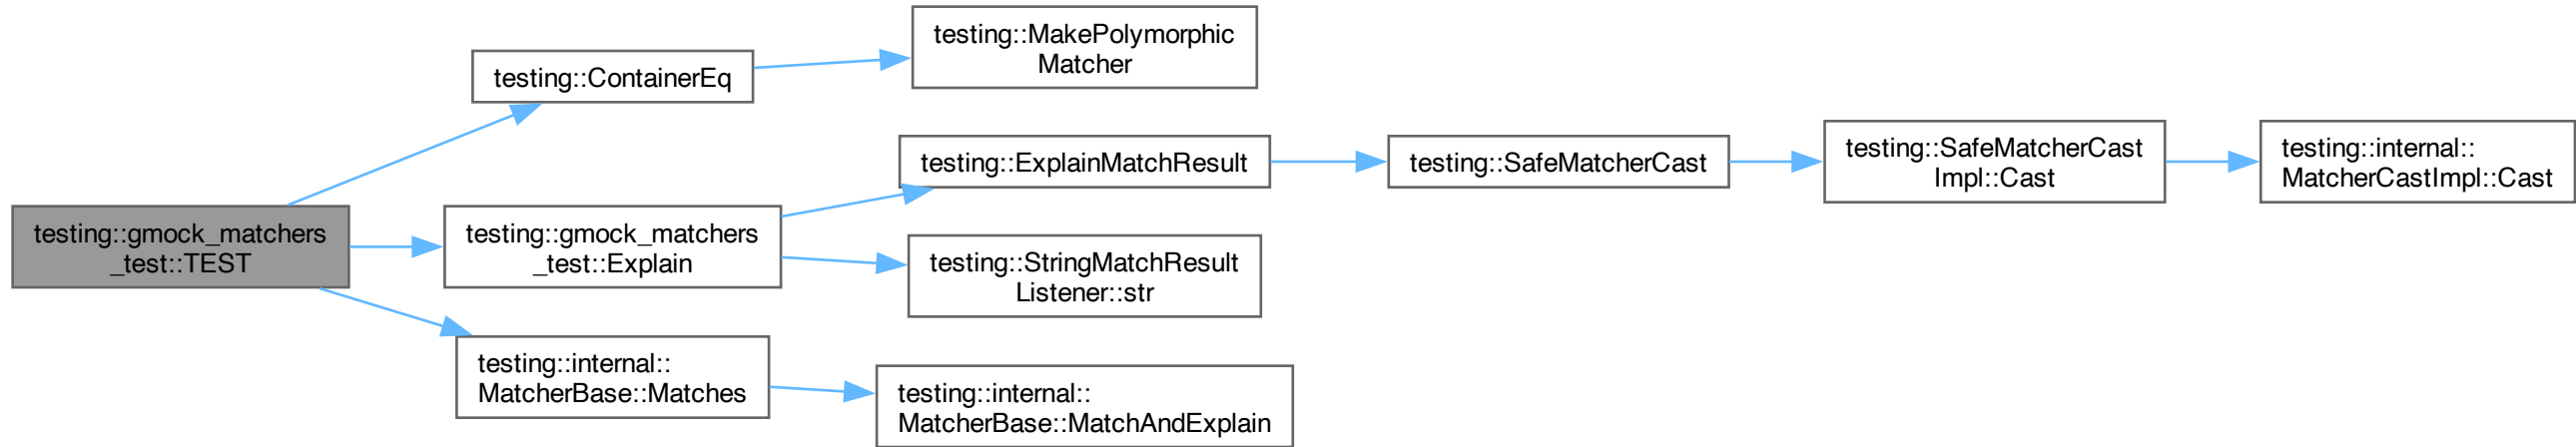 testing::MakePolymorphic
Matcher
testing::ContainerEq
testing::ExplainMatchResult
testing::SafeMatcherCast
testing::SafeMatcherCast
Impl::Cast
testing::internal::
MatcherCastImpl::Cast
testing::gmock_matchers
_test::TEST
testing::gmock_matchers
_test::Explain
testing::StringMatchResult
Listener::str
testing::internal::
MatcherBase::Matches
testing::internal::
MatcherBase::MatchAndExplain